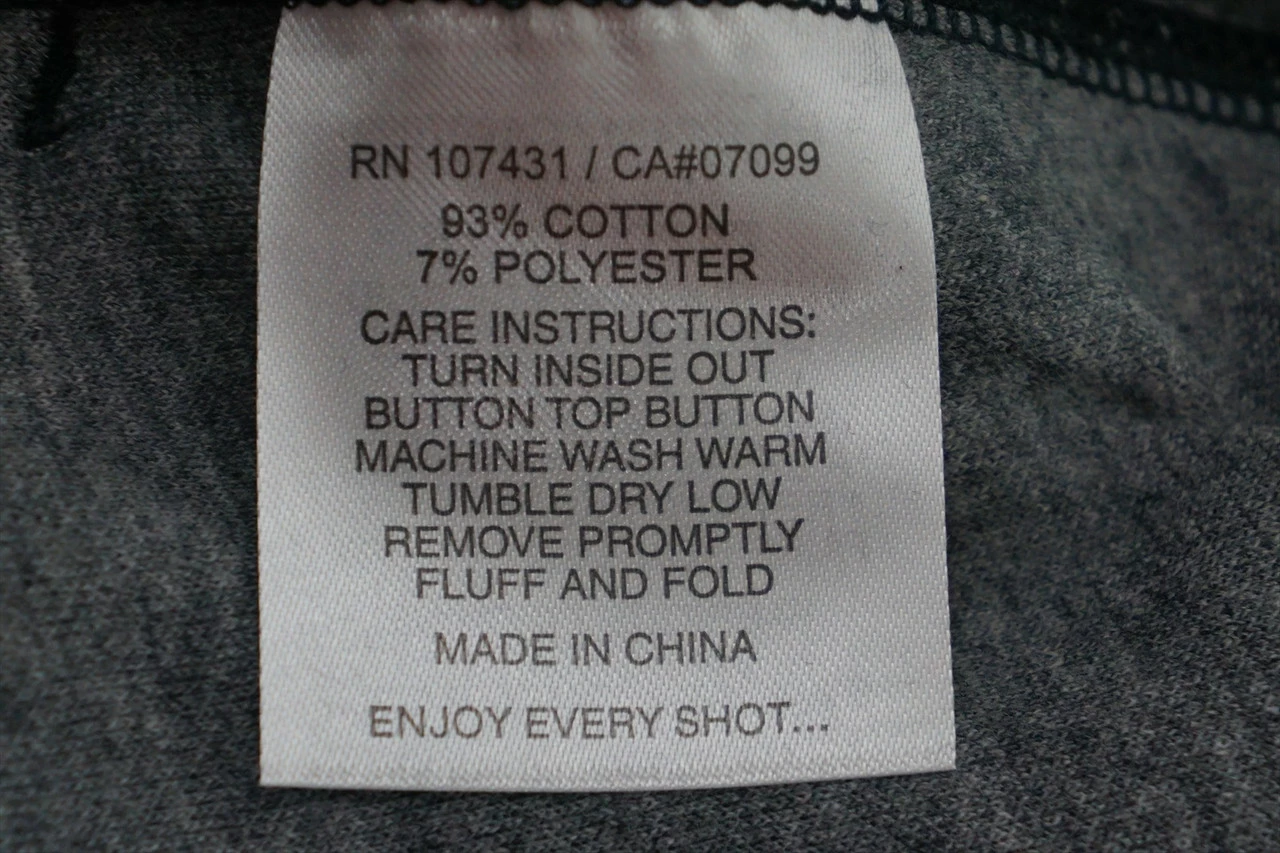 RN 107431 / CA#07099
93% COTTON
7% POLYESTER
CARE INSTRUCTIONS:
TURN INSIDE OUT
BUTTON TOP BUTTON
MACHINE WASH WARM
TUMBLE DRY LOW
REMOVE PROMPTLY
FLUFF AND FOLD
MADE IN CHINA
ENJOY EVERY SHOT...